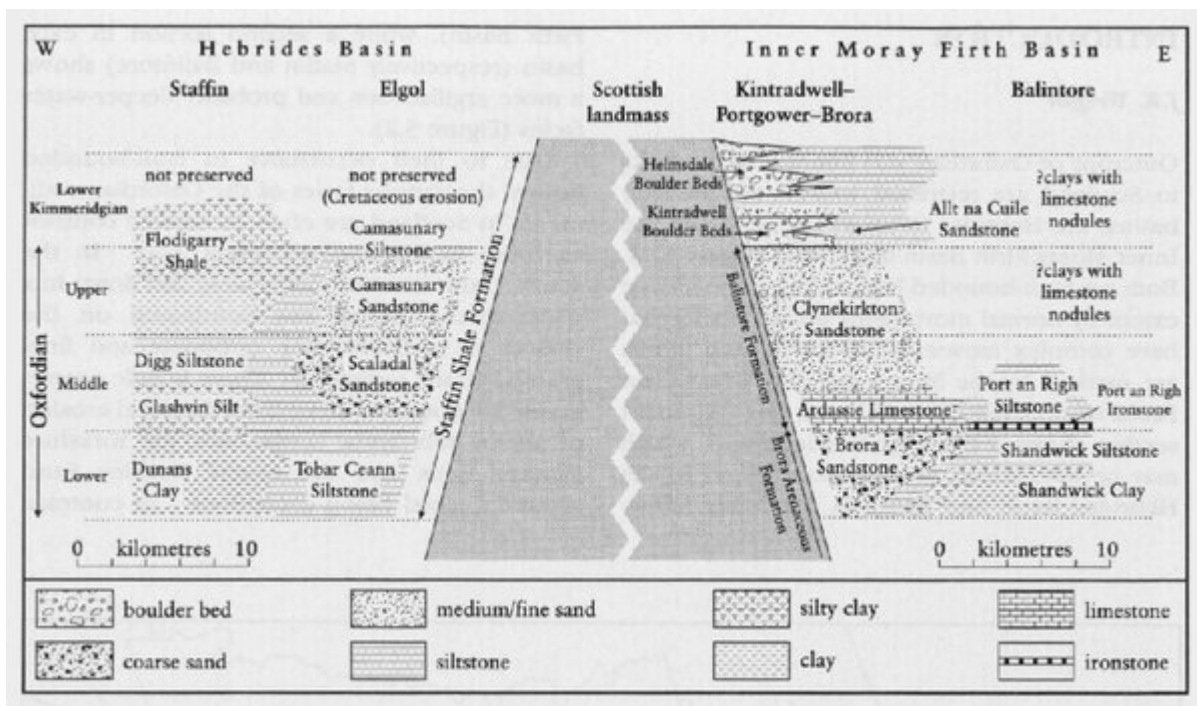 W
Hebrides Basin
Inner Moray Firth Basin
E
Staffin
Elgol
Scottish
landmass
Kintradwell–
Portgower–Brora
Balintore
not preserved
not preserved
(Cretaceous erosion)
Lower
Kimmeridgian
Flodigarry
Shale
Camasunary
Siltstone
Upper
Camasunary
Sandstone
Digg Siltstone
Scaladal
Sandstone
Middle
Glashvin Silt
Lower
Dunans
Clay
Tobar Ceann
Siltstone
Oxfordian
Staffin Shale Formation
Helmsdale
Boulder Beds
Kintradwell
Boulder Beds
Allt na Cuile
Sandstone
?clays with
limestone
nodules
?clays with
limestone
nodules
Balintore Formation
Clynekirkton
Sandstone
Port an Righ
Siltstone
Port an Righ
Ironstone
Ardassie Limestone
Brora
Sandstone
Brora Arenaceous
Formation
Shandwick Siltstone
Shandwick Clay
0 kilometres 10
0 kilometres 10
boulder bed
medium/fine sand
silty clay
limestone
coarse sand
siltstone
clay
ironstone